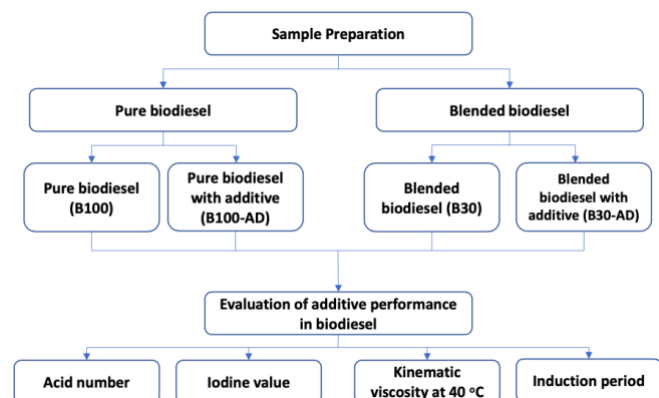 Sample Preparation
Pure biodiesel
Blended biodiesel
Pure biodiesel
(B100)
Pure biodiesel
with additive
(B100-AD)
Blended
biodiesel (B30)
Blended
biodiesel with
additive (B30-AD)
Evaluation of additive performance
in biodiesel
Acid number
Iodine value
Kinematic
viscosity at 40 °C
Induction period